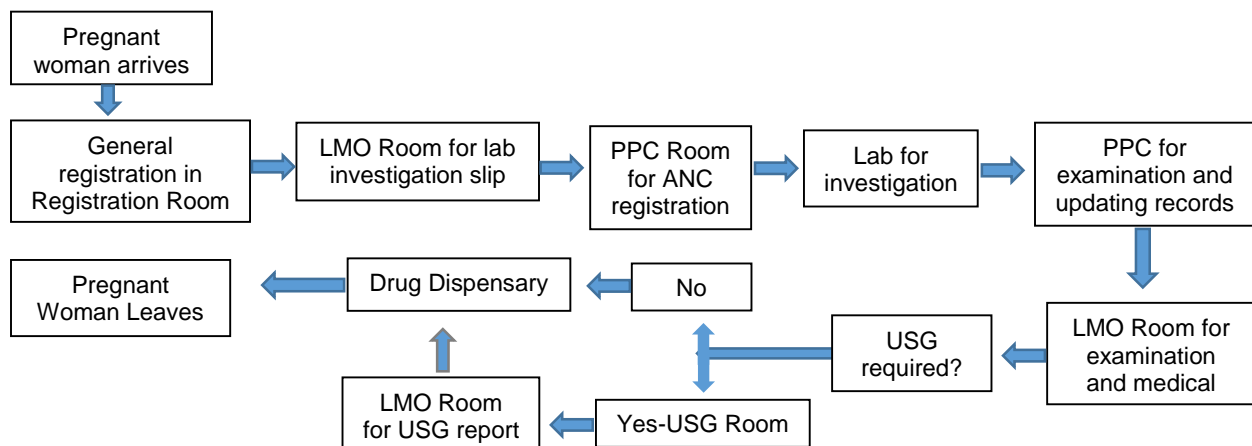 Pregnant
woman arrives
General
registration in
Registration Room
LMO Room for lab
investigation slip
PPC Room
for ANC
registration
Lab for
investigation
PPC for
examination and
updating records
LMO Room for
examination
and medical
USG
required?
No
Yes-USG Room
LMO Room
for USG report
Drug Dispensary
Pregnant
Woman Leaves